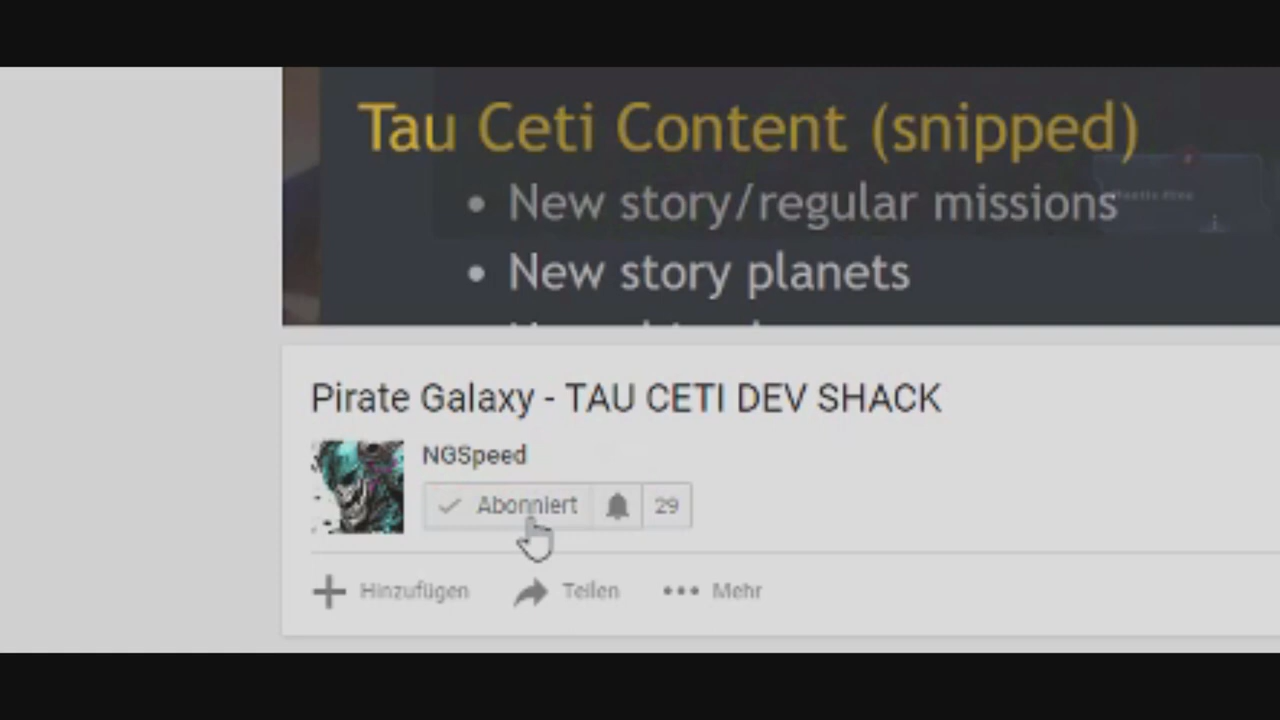 Tau Ceti Content (snipped)
• New story/regular missions
• New story planets
Pirate Galaxy - TAU CETI DEV SHACK
NGSpeed
Abonniert 29
Hinzufügen Teilen Mehr